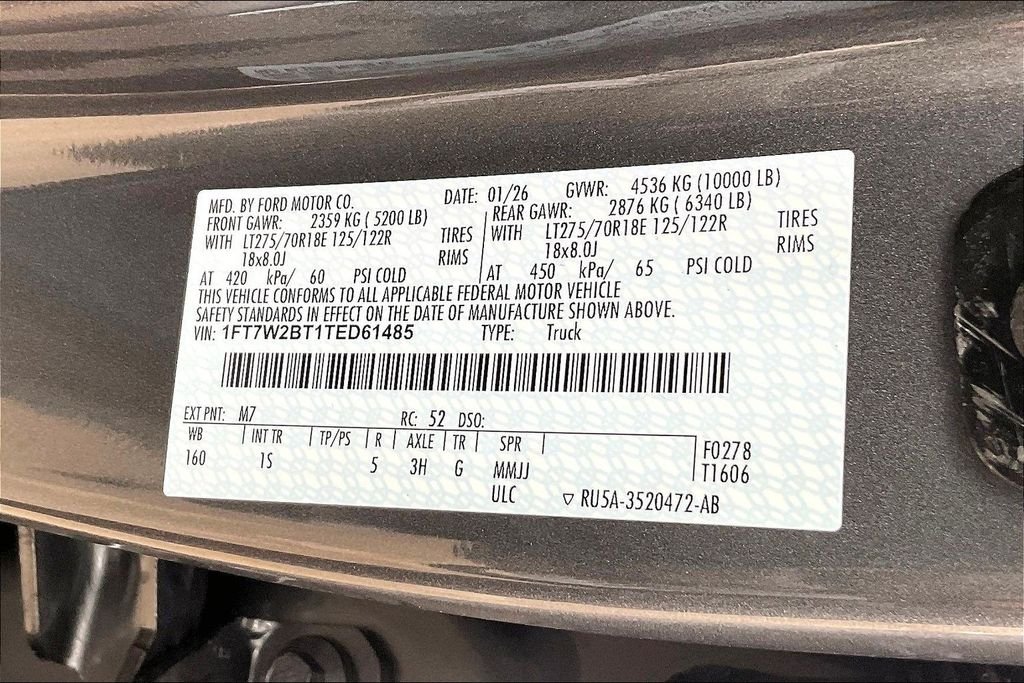 MFD. BY FORD MOTOR CO. DATE: 01/26 GVWR: 4536 KG (10000 LB)
FRONT GAWR: 2359 KG ( 5200 LB) REAR GAWR: 2876 KG ( 6340 LB)
WITH LT275/70R18E 125/122R TIRES WITH LT275/70R18E 125/122R TIRES
18x8.0J RIMS 18x8.0J RIMS
AT 420 kPa/ 60 PSI COLD AT 450 kPa/ 65 PSI COLD
THIS VEHICLE CONFORMS TO ALL APPLICABLE FEDERAL MOTOR VEHICLE
SAFETY STANDARDS IN EFFECT ON THE DATE OF MANUFACTURE SHOWN ABOVE.
VIN: 1FT7W2BT1TED61485 TYPE: Truck
EXT PNT: M7 RC: 52 DSO:
WB INT TR TP/PS R AXLE TR SPR F0278
160 1S 5 3H G MMJJ T1606
ULC ▽ RU5A-3520472-AB